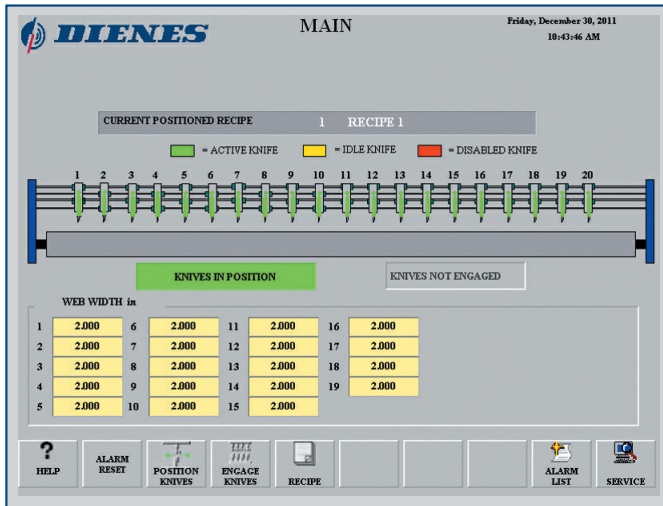 DIENES
MAIN
Friday, December 30, 2011
10:43:46 AM
CURRENT POSITIONED RECIPE 1 RECIPE 1
= ACTIVE KNIFE = IDLE KNIFE = DISABLED KNIFE
1 2 3 4 5 6 7 8 9 10 11 12 13 14 15 16 17 18 19 20
KNIVES IN POSITION KNIVES NOT ENGAGED
WEB WIDTH in
1 2.000 6 2.000 11 2.000 16 2.000
2 2.000 7 2.000 12 2.000 17 2.000
3 2.000 8 2.000 13 2.000 18 2.000
4 2.000 9 2.000 14 2.000 19 2.000
5 2.000 10 2.000 15 2.000
?
HELP
ALARM
RESET
POSITION
KNIVES
ENGAGE
KNIVES
RECIPE
ALARM
LIST
SERVICE